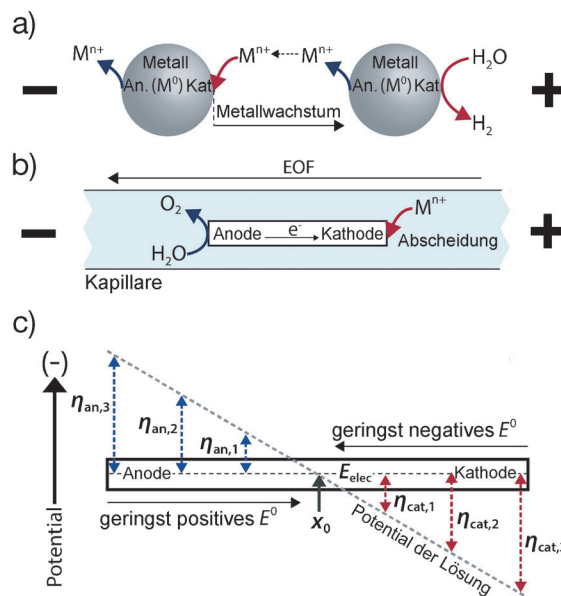 a)
Mⁿ⁺ Metall Mⁿ⁺ Mⁿ⁺ Metall H₂O
− An. (M⁰) Kat An. (M⁰) Kat +
Metallwachstum H₂
b)
EOF
O₂ Mⁿ⁺
− Anode e⁻ Kathode +
H₂O Abscheidung
Kapillare
c)
(-)
ηan,3
ηan,2
ηan,1 geringst negatives E⁰
Anode Eelec Kathode
ηcat,1
geringst positives E⁰ x₀ ηcat,2
Potential der Lösung
ηcat,3
Potential